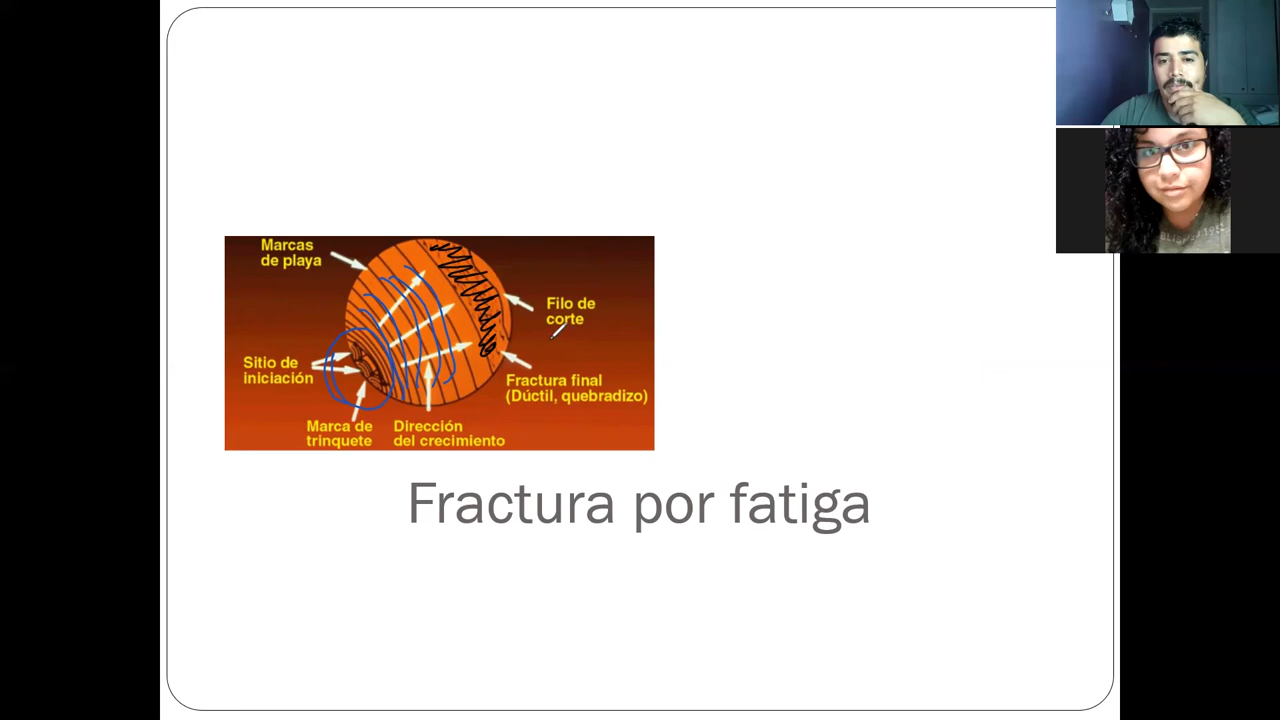 Marcas
de playa
Filo de
corte
Sitio de
iniciación
Fractura final
(Dúctil, quebradizo)
Marca de
trinquete
Dirección
del crecimiento
Fractura por fatiga